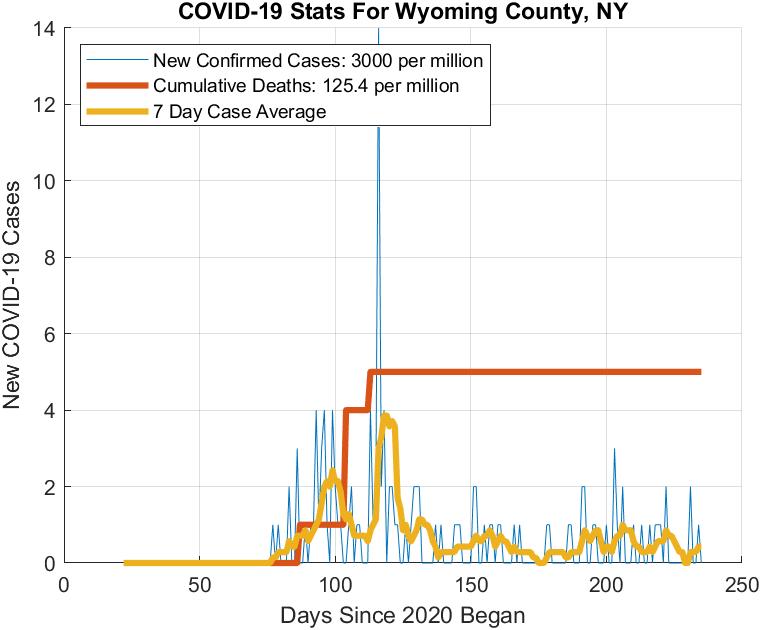 COVID-19 Stats For Wyoming County, NY
New Confirmed Cases: 3000 per million
Cumulative Deaths: 125.4 per million
7 Day Case Average
New COVID-19 Cases
14
12
10
8
6
4
2
0
0 50 100 150 200 250
Days Since 2020 Began